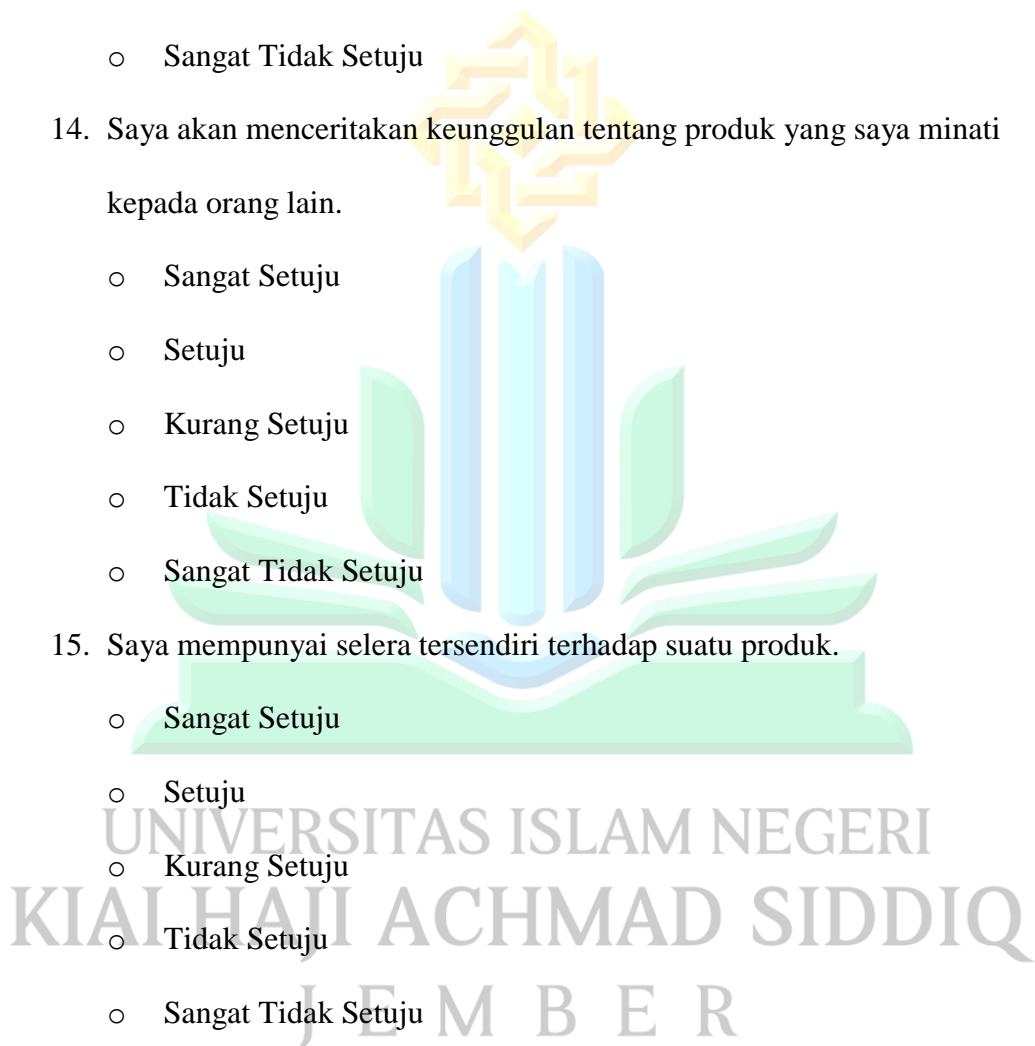 o Sangat Tidak Setuju
14. Saya akan menceritakan keunggulan tentang produk yang saya minati
kepada orang lain.
o Sangat Setuju
o Setuju
o Kurang Setuju
o Tidak Setuju
o Sangat Tidak Setuju
15. Saya mempunyai selera tersendiri terhadap suatu produk.
o Sangat Setuju
o Setuju
UNIVERSITAS ISLAM NEGERI
o Kurang Setuju
KIAI HAJI ACHMAD SIDDIQ
o Tidak Setuju
JEMBER
o Sangat Tidak Setuju